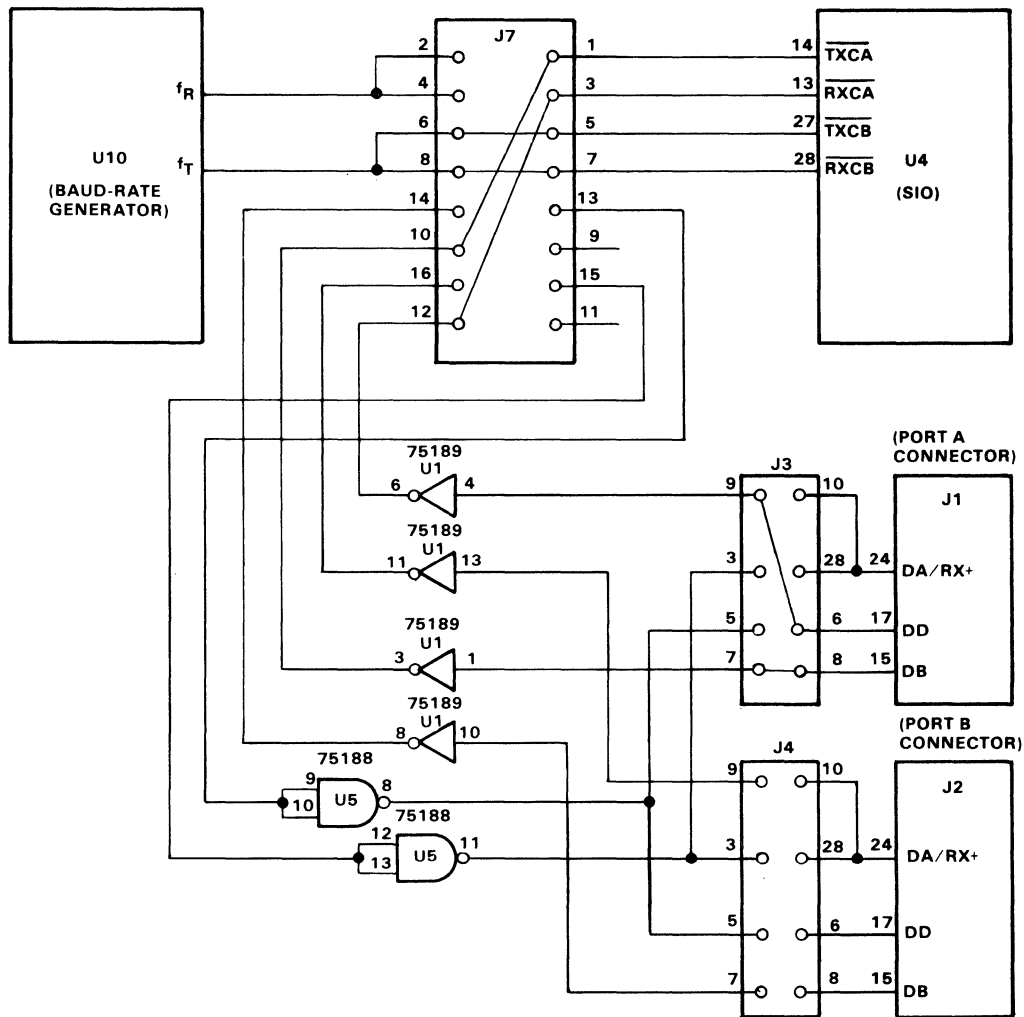 J7
2
1
14
TXCA
4
3
13
RXCA
fR
6
5
27
TXCB
8
7
28
RXCB
fT
U10
(BAUD-RATE
GENERATOR)
U4
(SIO)
14
13
10
9
16
15
12
11
75189
U1
6
4
75189
U1
11
13
75189
U1
3
1
75189
U1
8
10
75188
9
10
U5
8
75188
12
13
U5
11
(PORT A
CONNECTOR)
J3
J1
9
10
3
28
24
DA/RX+
5
6
17
DD
7
8
15
DB
(PORT B
CONNECTOR)
J4
J2
9
10
3
28
24
DA/RX+
5
6
17
DD
7
8
15
DB